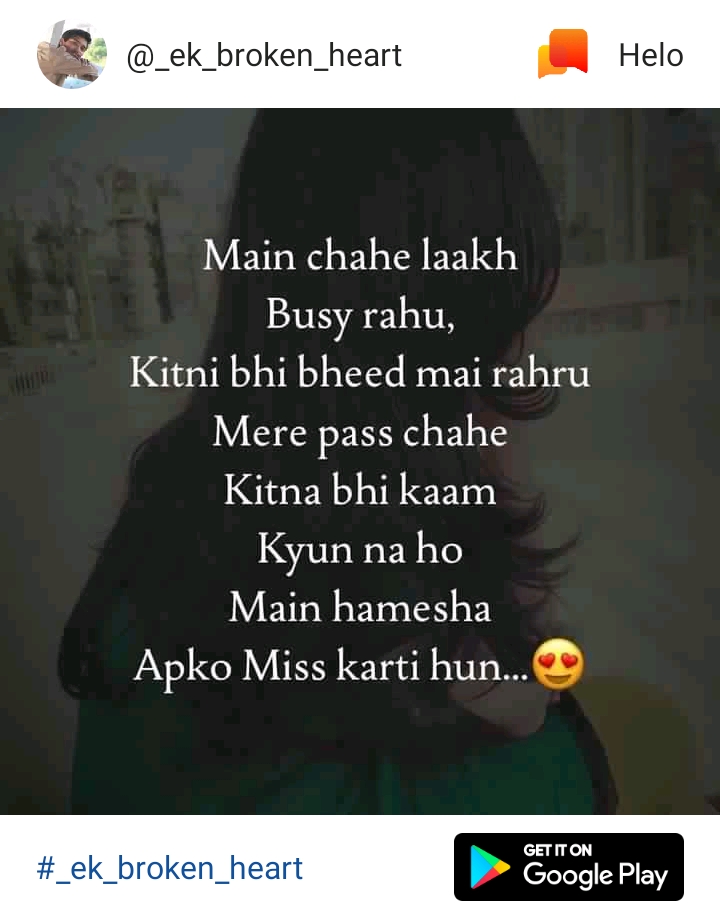 @_ek_broken_heart
Helo
Main chahe laakh
Busy rahu,
Kitni bhi bheed mai rahru
Mere pass chahe
Kitna bhi kaam
Kyun na ho
Main hamesha
Apko Miss karti hun...😍
#_ek_broken_heart
GET IT ON
Google Play